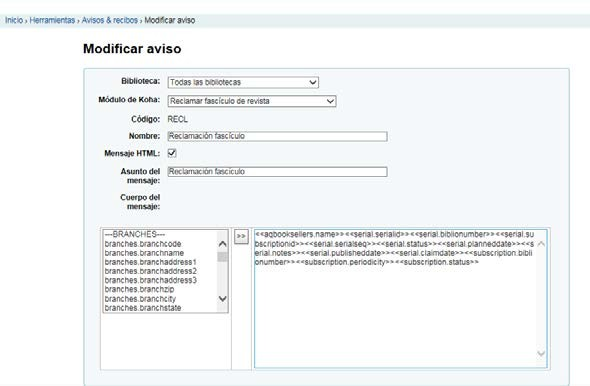 Inicio › Herramientas › Avisos & recibos › Modificar aviso
Modificar aviso
Biblioteca: Todas las bibliotecas
Módulo de Koha: Reclamar fascículo de revista
Código: RECL
Nombre: Reclamación fascículo
Mensaje HTML:
Asunto del mensaje: Reclamación fascículo
Cuerpo del mensaje:
---BRANCHES---
branches.branchcode
branches.branchname
branches.branchaddress1
branches.branchaddress2
branches.branchaddress3
branches.branchzip
branches.branchcity
branches.branchstate
>>
<<aqbooksellers.name>><<serial.serialid>><<serial.biblionumber>><<serial.su
bscriptionid>><<serial.serialseq>><<serial.status>><<serial.planneddate>><<s
erial.notes>><<serial.publisheddate>><<serial.claimdate>><<subscription.bibli
onumber>><<subscription.periodicity>><<subscription.status>>